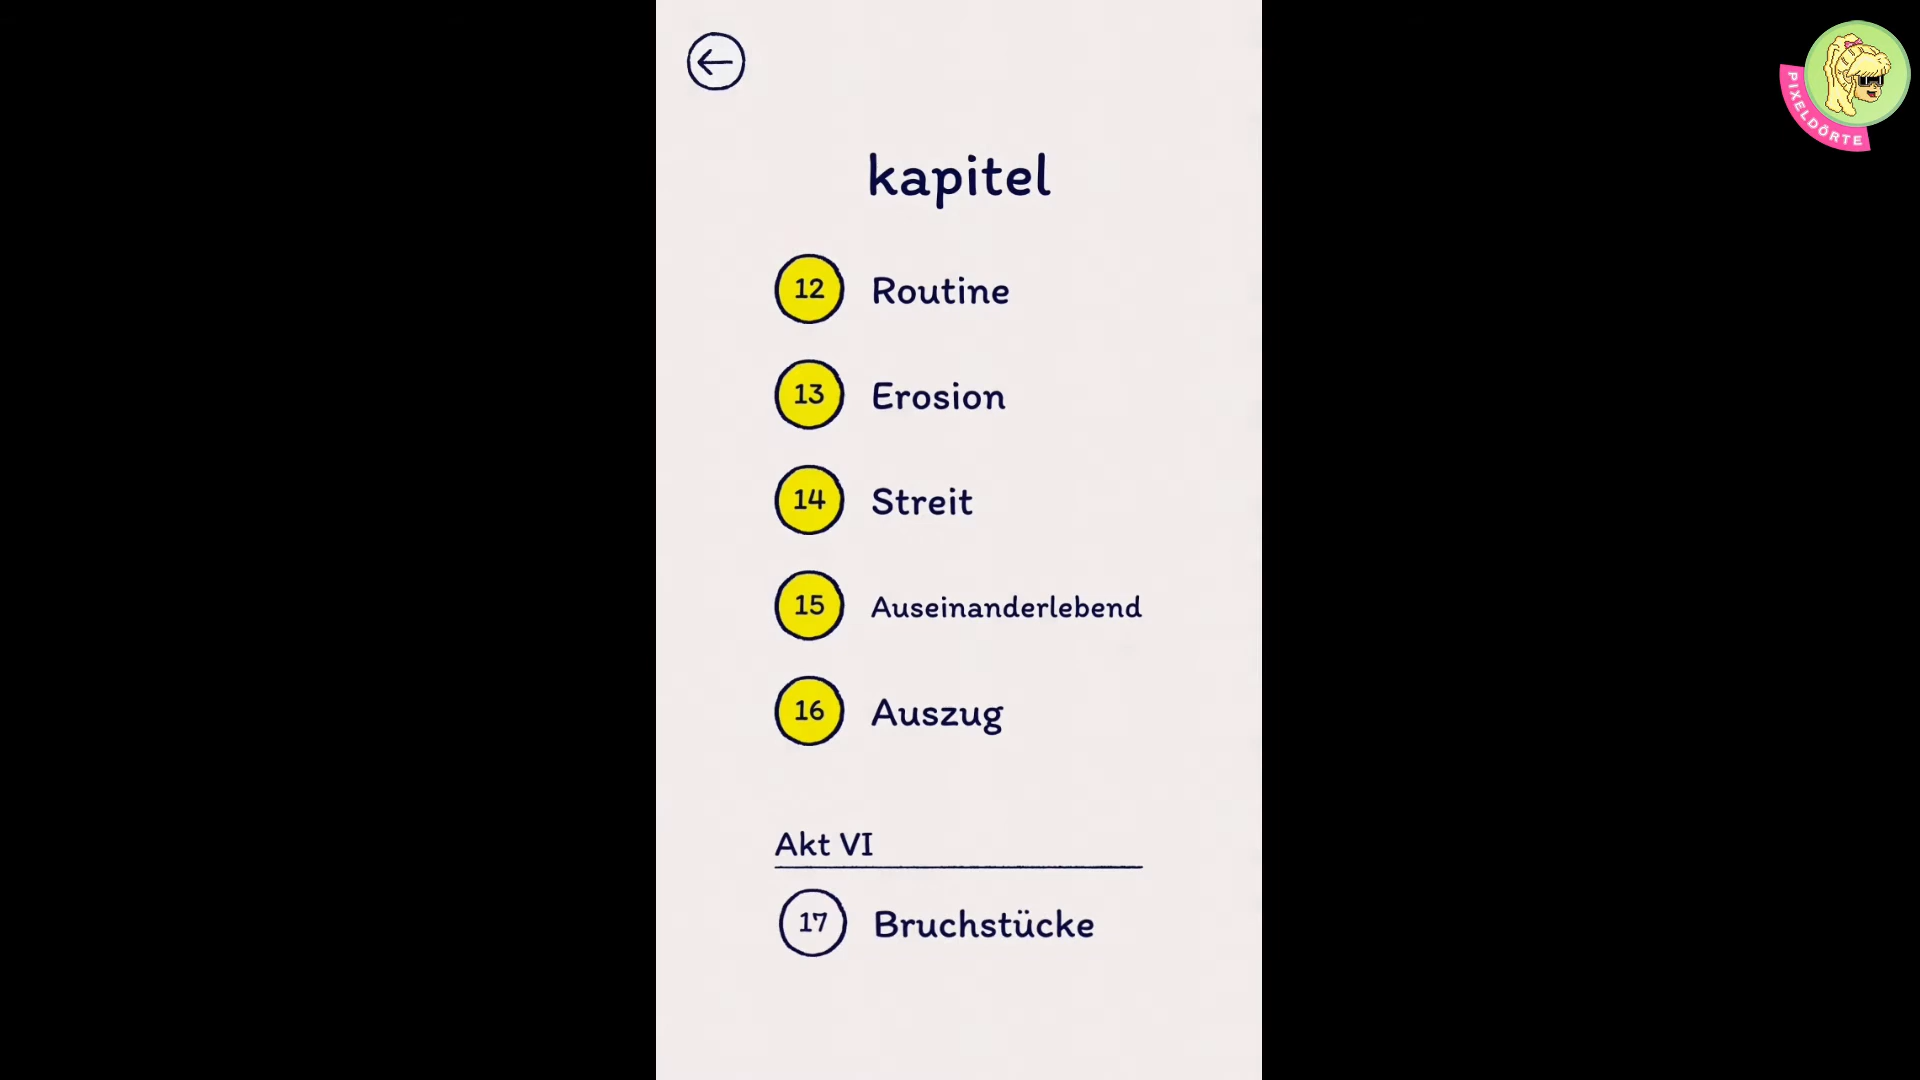 kapitel
12 Routine
13 Erosion
14 Streit
15 Auseinanderlebend
16 Auszug
Akt VI
17 Bruchstücke
PIXELDÖRTE